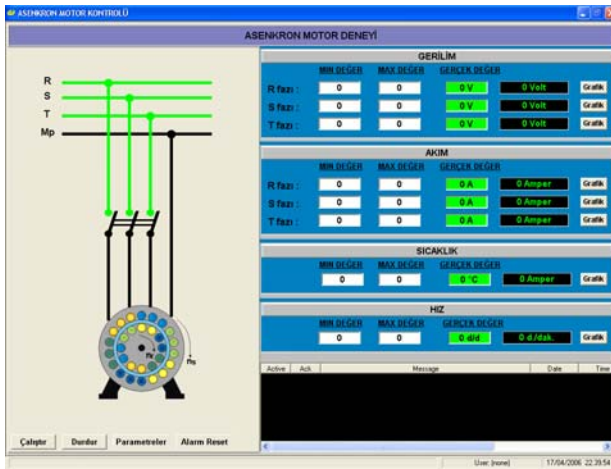 ASENKRON MOTOR KONTROLÜ
ASENKRON MOTOR DENEYİ
R
S
T
Mp
nr
ns
Çalıştır Durdur Parametreler Alarm Reset
GERİLİM
MIN DEĞER MAX DEĞER GERÇEK DEĞER
R fazı : 0 0 0 V 0 Volt Grafik
S fazı : 0 0 0 V 0 Volt Grafik
T fazı : 0 0 0 V 0 Volt Grafik
AKIM
MIN DEĞER MAX DEĞER GERÇEK DEĞER
R fazı : 0 0 0 A 0 Amper Grafik
S fazı : 0 0 0 A 0 Amper Grafik
T fazı : 0 0 0 A 0 Amper Grafik
SICAKLIK
MIN DEĞER MAX DEĞER GERÇEK DEĞER
0 0 0 °C 0 Amper Grafik
HIZ
MIN DEĞER MAX DEĞER GERÇEK DEĞER
0 0 0 d/d 0 d./dak. Grafik
Active Ack Message Date Time
User: (none) 17/04/2006 22:39:54